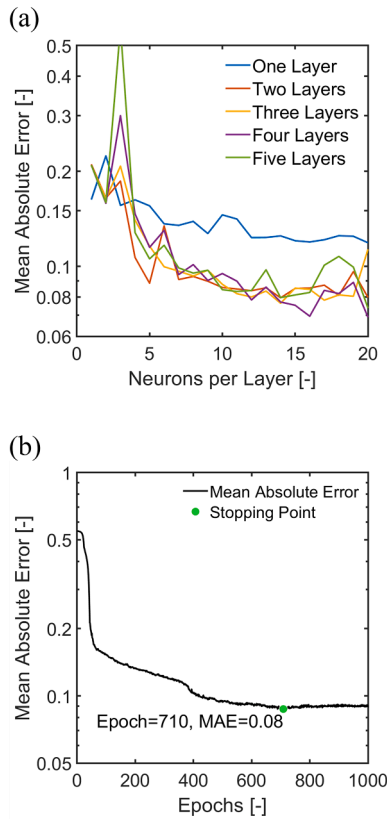 (a)
0.5
0.4
0.3
0.2
0.15
0.1
0.08
0.06
Mean Absolute Error [-]
One Layer
Two Layers
Three Layers
Four Layers
Five Layers
0 5 10 15 20
Neurons per Layer [-]
(b)
1
0.5
0.2
0.1
0.05
Mean Absolute Error [-]
Mean Absolute Error
Stopping Point
Epoch=710, MAE=0.08
0 200 400 600 800 1000
Epochs [-]